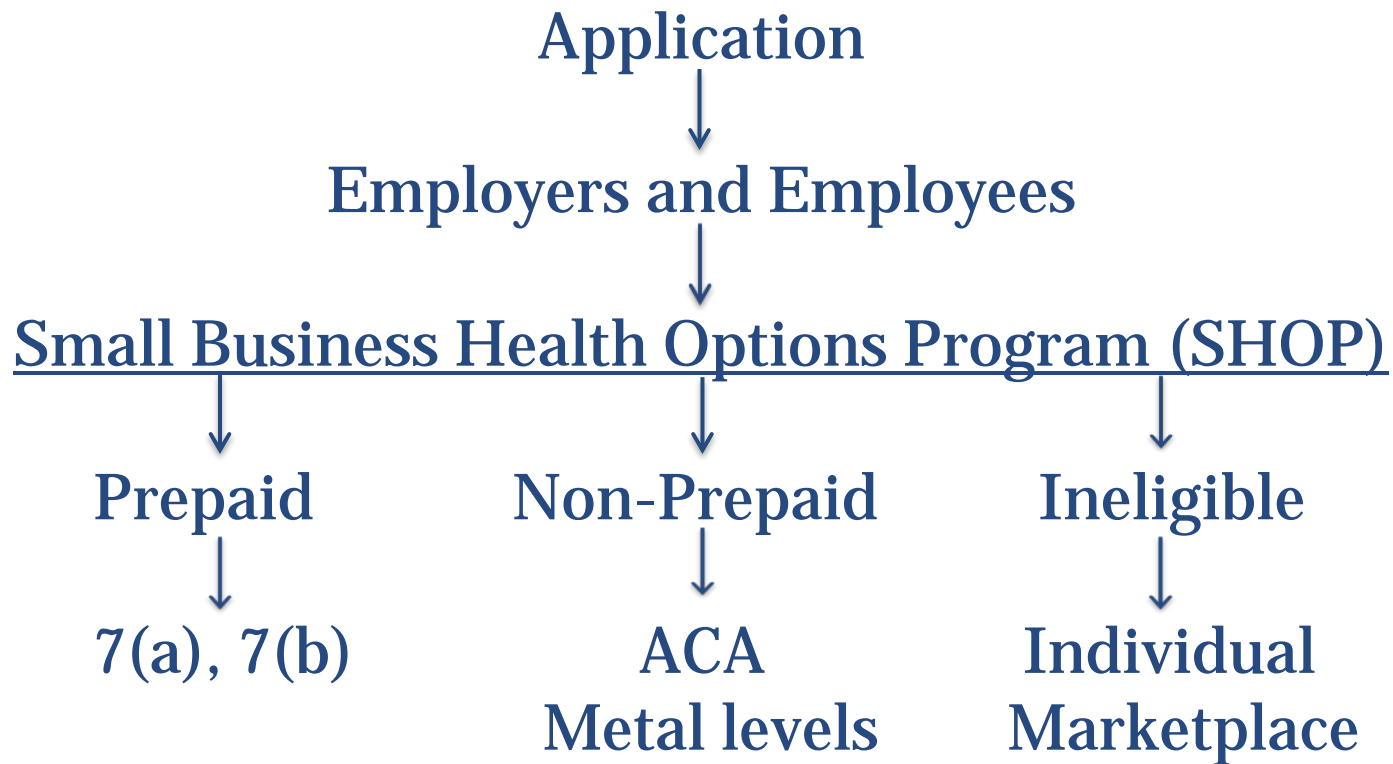 Application
Employers and Employees
Small Business Health Options Program (SHOP)
Prepaid Non-Prepaid Ineligible
7(a), 7(b) ACA Individual
Metal levels Marketplace